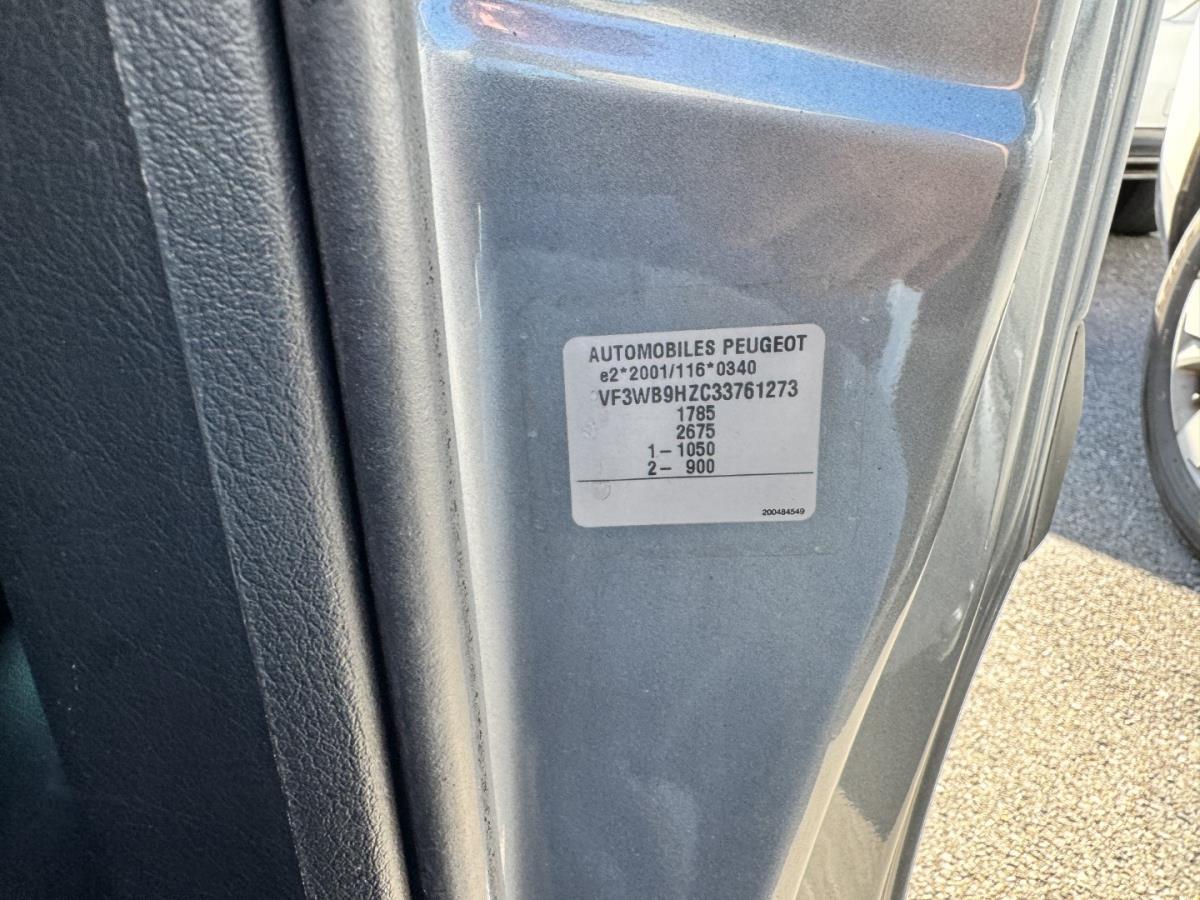 AUTOMOBILES PEUGEOT
e2*2001/116*0340
VF3WB9HZC33761273
1785
2675
1- 1050
2- 900
200484549